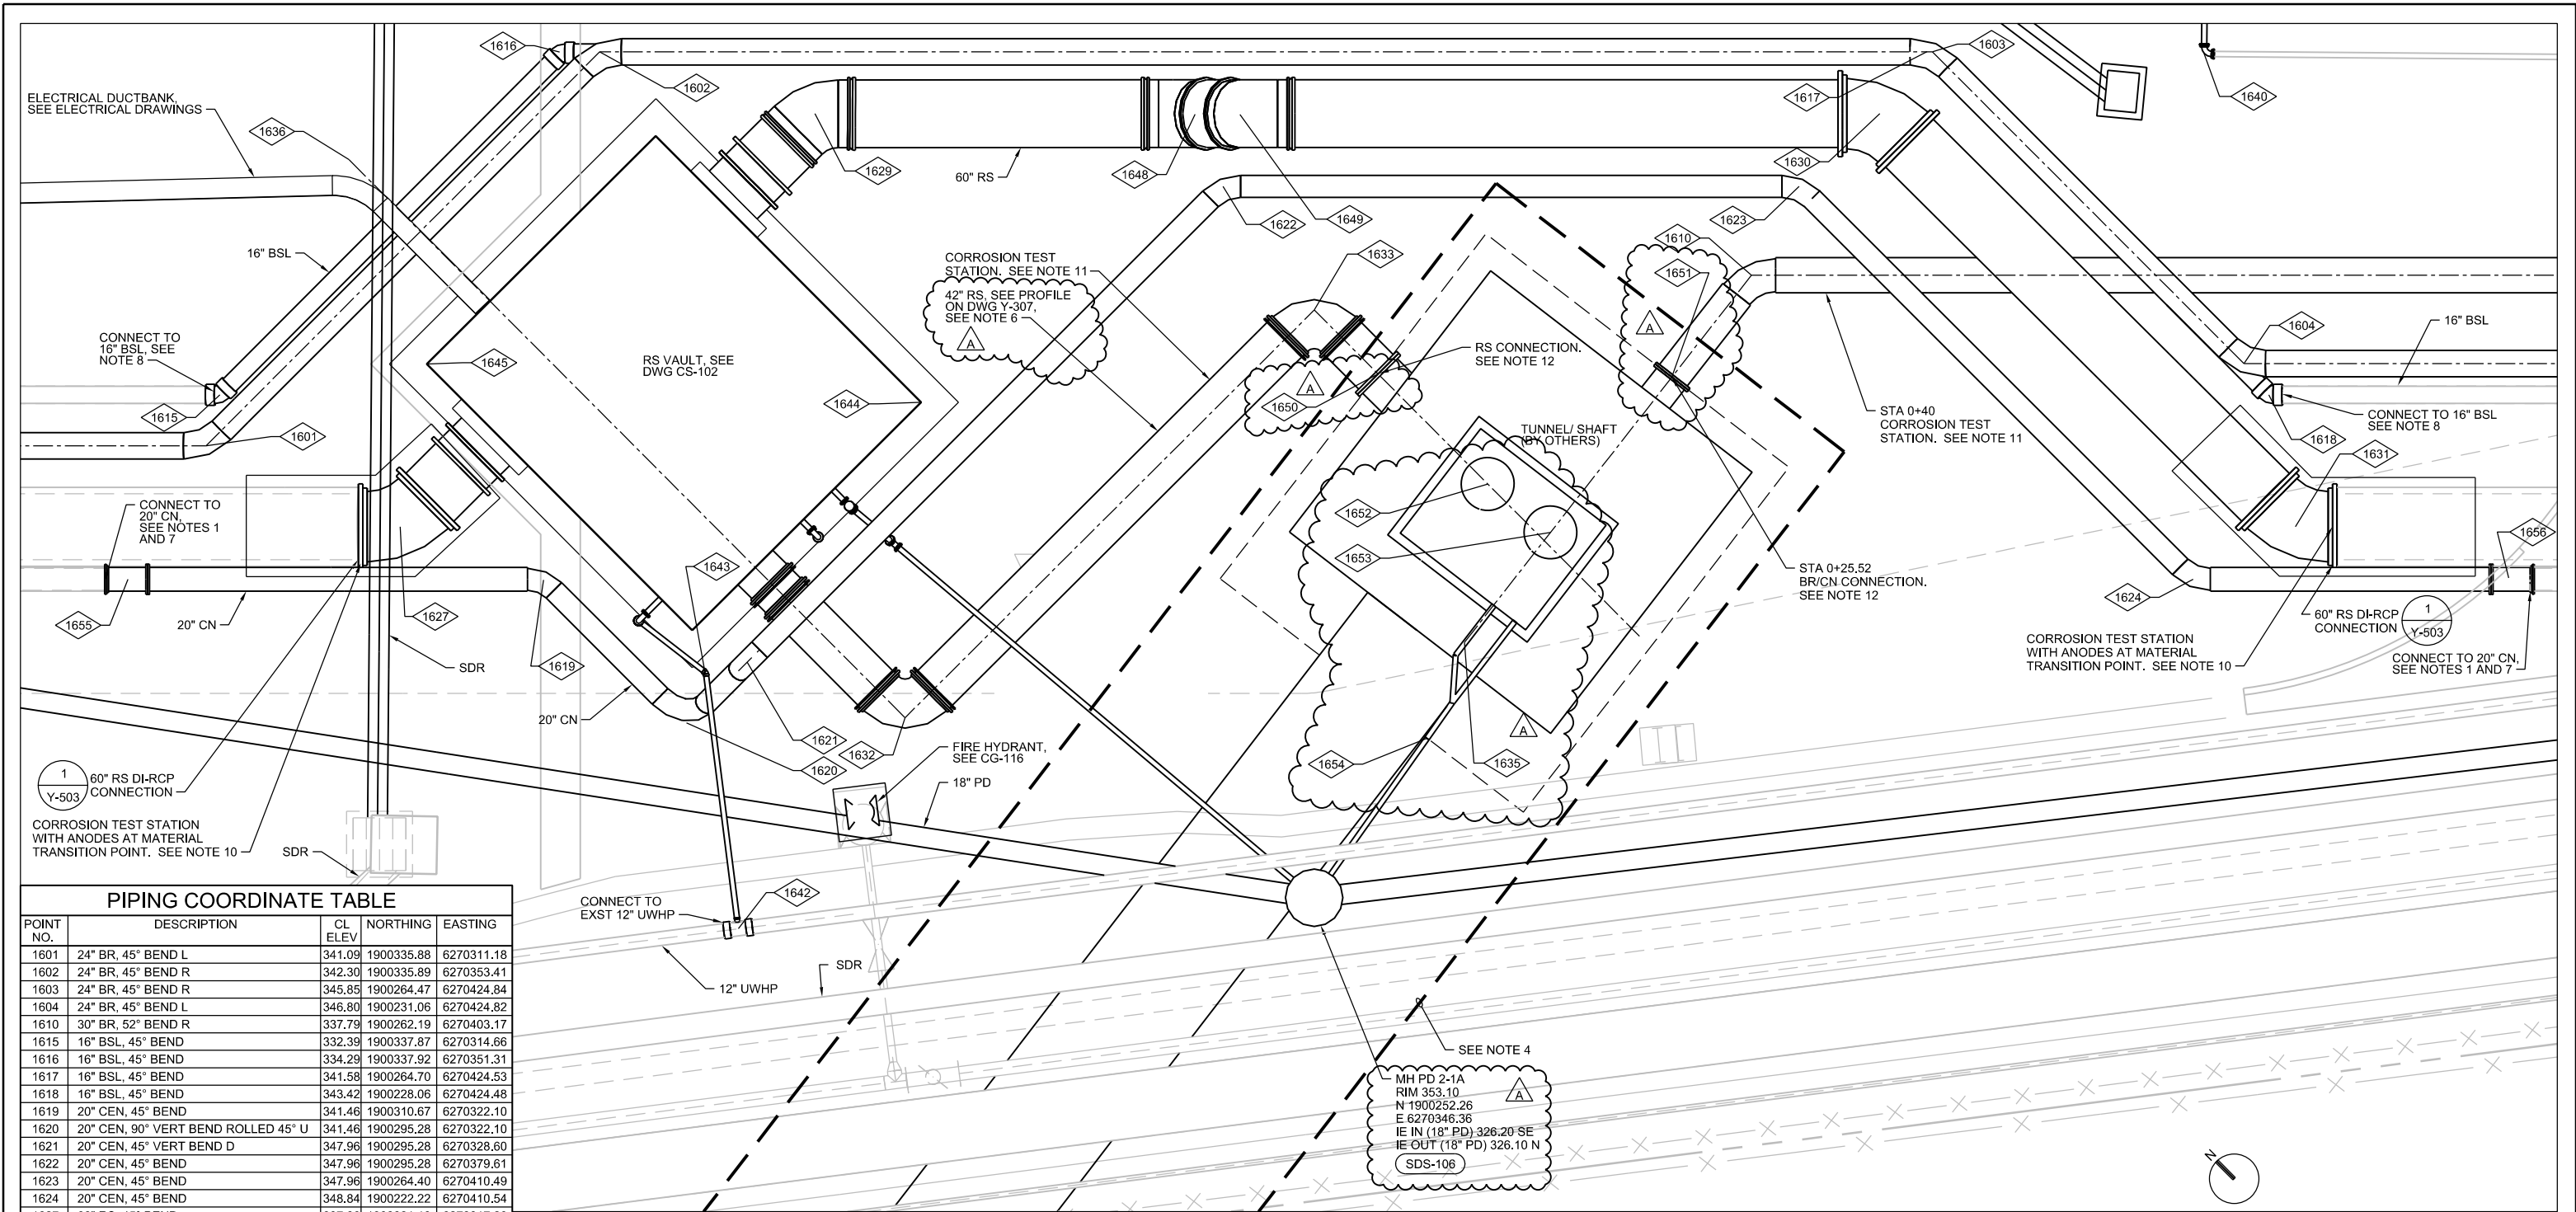 1616
1602
1603
1617
1640
ELECTRICAL DUCTBANK,
SEE ELECTRICAL DRAWINGS
1636
1629
60" RS
1648
1649
1630
1622
1623
1610
16" BSL
CORROSION TEST
STATION. SEE NOTE 11
42" RS, SEE PROFILE
ON DWG Y-307,
SEE NOTE 6
A
1633
1651
A
CONNECT TO
16" BSL, SEE
NOTE 8
1645
RS VAULT, SEE
DWG CS-102
1644
RS CONNECTION.
SEE NOTE 12
A
1650
1604
16" BSL
1615
1601
STA 0+40
CORROSION TEST
STATION. SEE NOTE 11
CONNECT TO 16" BSL
SEE NOTE 8
1618
1631
TUNNEL/ SHAFT
(BY OTHERS)
1652
1653
CONNECT TO
20" CN,
SEE NOTES 1
AND 7
1643
STA 0+25.52
BR/CN CONNECTION.
SEE NOTE 12
1656
1655
20" CN
1627
1619
SDR
20" CN
1621
1632
1620
1624
60" RS DI-RCP
CONNECTION
1
Y-503
CORROSION TEST STATION
WITH ANODES AT MATERIAL
TRANSITION POINT. SEE NOTE 10
CONNECT TO 20" CN,
SEE NOTES 1 AND 7
A
1654
1635
1
Y-503
60" RS DI-RCP
CONNECTION
FIRE HYDRANT,
SEE CG-116
18" PD
CORROSION TEST STATION
WITH ANODES AT MATERIAL
TRANSITION POINT. SEE NOTE 10
SDR
CONNECT TO
EXST 12" UWHP
1642
12" UWHP
SDR
SEE NOTE 4
MH PD 2-1A
RIM 353.10
N 1900252.26
E 6270346.36
IE IN (18" PD) 326.20 SE
IE OUT (18" PD) 326.10 N
SDS-106
A
N
PIPING COORDINATE TABLE
POINT NO. DESCRIPTION CL ELEV NORTHING EASTING
1601 24" BR, 45° BEND L 341.09 1900335.88 6270311.18
1602 24" BR, 45° BEND R 342.30 1900335.89 6270353.41
1603 24" BR, 45° BEND R 345.85 1900264.47 6270424.84
1604 24" BR, 45° BEND L 346.80 1900231.06 6270424.82
1610 30" BR, 52° BEND R 337.79 1900262.19 6270403.17
1615 16" BSL, 45° BEND 332.39 1900337.87 6270314.66
1616 16" BSL, 45° BEND 334.29 1900337.92 6270351.31
1617 16" BSL, 45° BEND 341.58 1900264.70 6270424.53
1618 16" BSL, 45° BEND 343.42 1900228.06 6270424.48
1619 20" CEN, 45° BEND 341.46 1900310.67 6270322.10
1620 20" CEN, 90° VERT BEND ROLLED 45° U 341.46 1900295.28 6270322.10
1621 20" CEN, 45° VERT BEND D 347.96 1900295.28 6270328.60
1622 20" CEN, 45° BEND 347.96 1900295.28 6270379.61
1623 20" CEN, 45° BEND 347.96 1900264.40 6270410.49
1624 20" CEN, 45° BEND 348.84 1900222.22 6270410.54